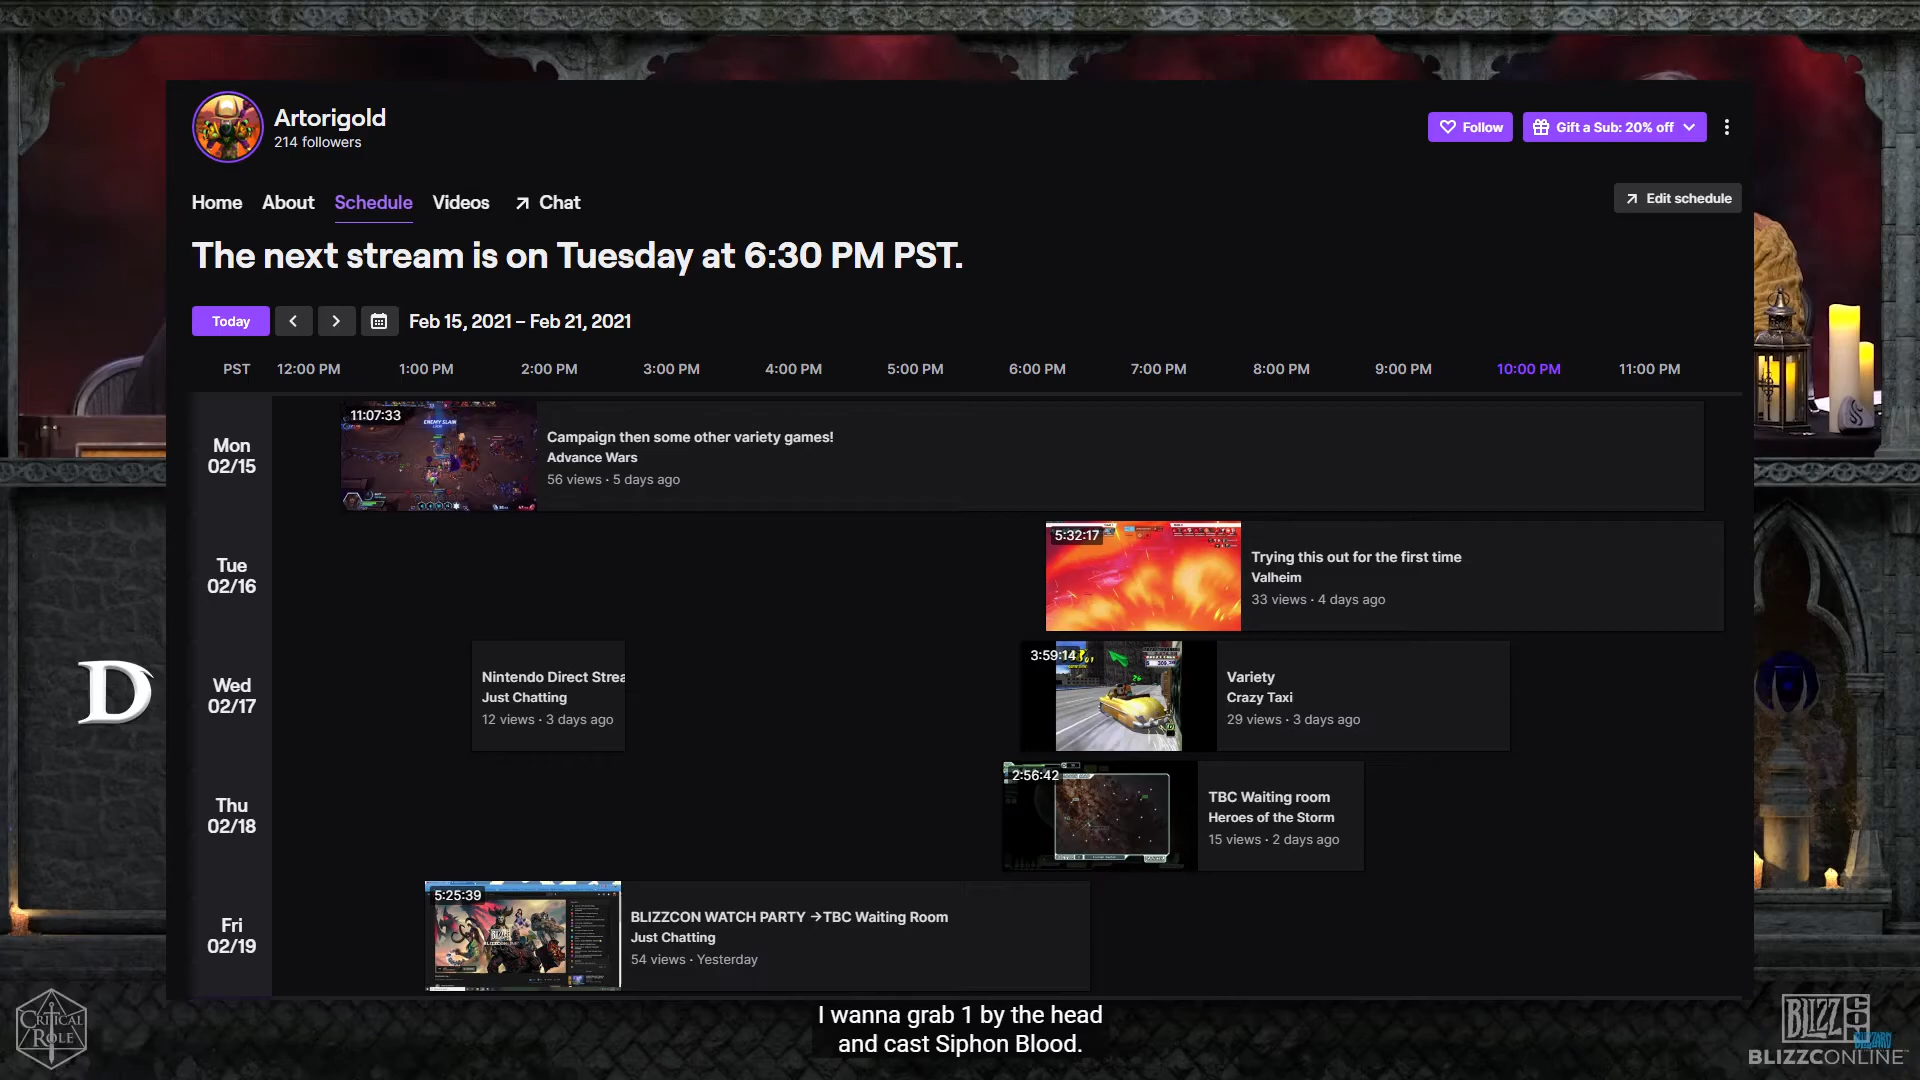 Artorigold
214 followers
Follow
Gift a Sub: 20% off
Home
About
Schedule
Videos
Chat
Edit schedule
The next stream is on Tuesday at 6:30 PM PST.
Today
Feb 15, 2021 – Feb 21, 2021
PST
12:00 PM
1:00 PM
2:00 PM
3:00 PM
4:00 PM
5:00 PM
6:00 PM
7:00 PM
8:00 PM
9:00 PM
10:00 PM
11:00 PM
Mon
02/15
11:07:33
ENEMY SLAIN
Campaign then some other variety games!
Advance Wars
56 views · 5 days ago
Tue
02/16
5:32:17
Trying this out for the first time
Valheim
33 views · 4 days ago
Wed
02/17
Nintendo Direct Strea
Just Chatting
12 views · 3 days ago
3:59:14
Variety
Crazy Taxi
29 views · 3 days ago
D
Thu
02/18
2:56:42
TBC Waiting room
Heroes of the Storm
15 views · 2 days ago
Fri
02/19
5:25:39
BLIZZCON WATCH PARTY ->TBC Waiting Room
Just Chatting
54 views · Yesterday
I wanna grab 1 by the head
and cast Siphon Blood.
CRITICAL
ROLE
BLIZZ
CON
BLIZZARD
BLIZZCONLINE™